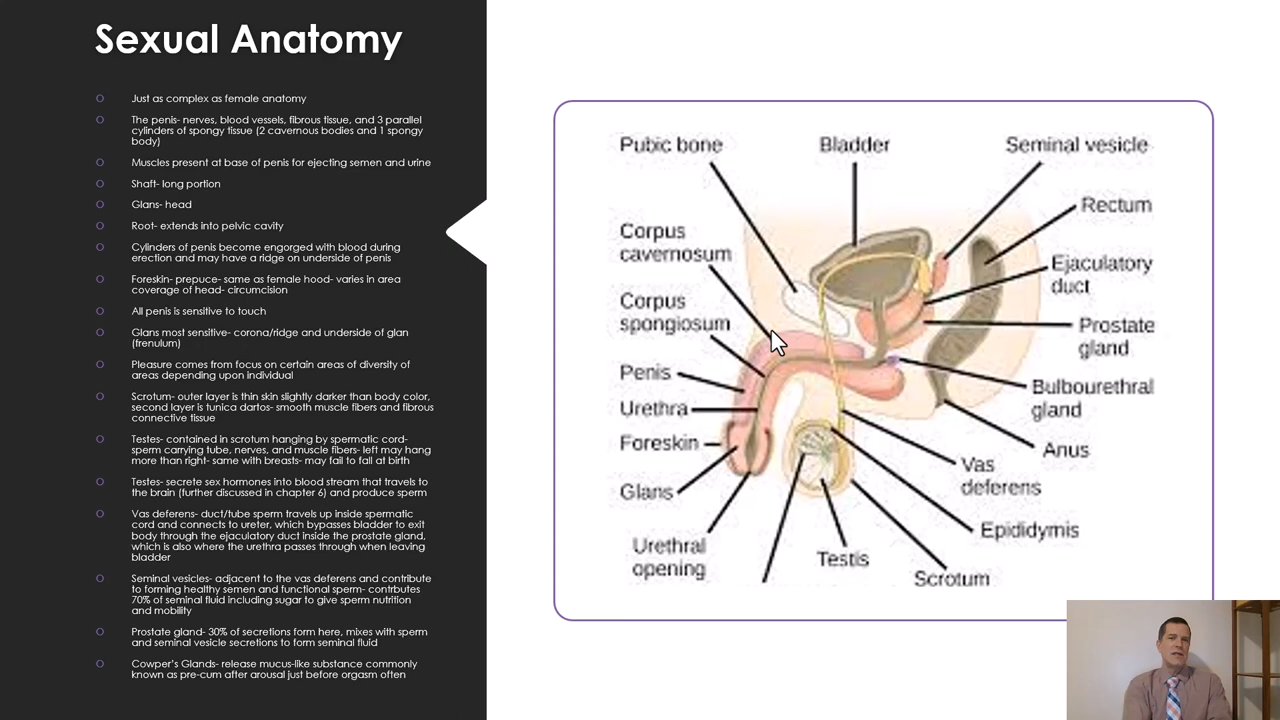 Sexual Anatomy
Just as complex as female anatomy
The penis- nerves, blood vessels, fibrous tissue, and 3 parallel
cylinders of spongy tissue (2 cavernous bodies and 1 spongy
body)
Muscles present at base of penis for ejecting semen and urine
Shaft- long portion
Glans- head
Root- extends into pelvic cavity
Cylinders of penis become engorged with blood during
erection and may have a ridge on underside of penis
Foreskin- prepuce- same as female hood- varies in area
coverage of head- circumcision
All penis is sensitive to touch
Glans most sensitive- corona/ridge and underside of glan
(frenulum)
Pleasure comes from focus on certain areas of diversity of
areas depending upon individual
Scrotum- outer layer is thin skin slightly darker than body color,
second layer is tunica dartos- smooth muscle fibers and fibrous
connective tissue
Testes- contained in scrotum hanging by spermatic cord-
sperm carrying tube, nerves, and muscle fibers- left may hang
more than right- same with breasts- may fail to fall at birth
Testes- secrete sex hormones into blood stream that travels to
the brain (further discussed in chapter 6) and produce sperm
Vas deferens- duct/tube sperm travels up inside spermatic
cord and connects to ureter, which bypasses bladder to exit
body through the ejaculatory duct inside the prostate gland,
which is also where the urethra passes through when leaving
bladder
Seminal vesicles- adjacent to the vas deferens and contribute
to forming healthy semen and functional sperm- contrbutes
70% of seminal fluid including sugar to give sperm nutrition
and mobility
Prostate gland- 30% of secretions form here, mixes with sperm
and seminal vesicle secretions to form seminal fluid
Cowper's Glands- release mucus-like substance commonly
known as pre-cum after arousal just before orgasm often
Pubic bone
Bladder
Seminal vesicle
Rectum
Corpus
cavernosum
Ejaculatory
duct
Corpus
spongiosum
Prostate
gland
Penis
Bulbourethral
gland
Urethra
Foreskin
Anus
Vas
deferens
Glans
Epididymis
Urethral
opening
Testis
Scrotum